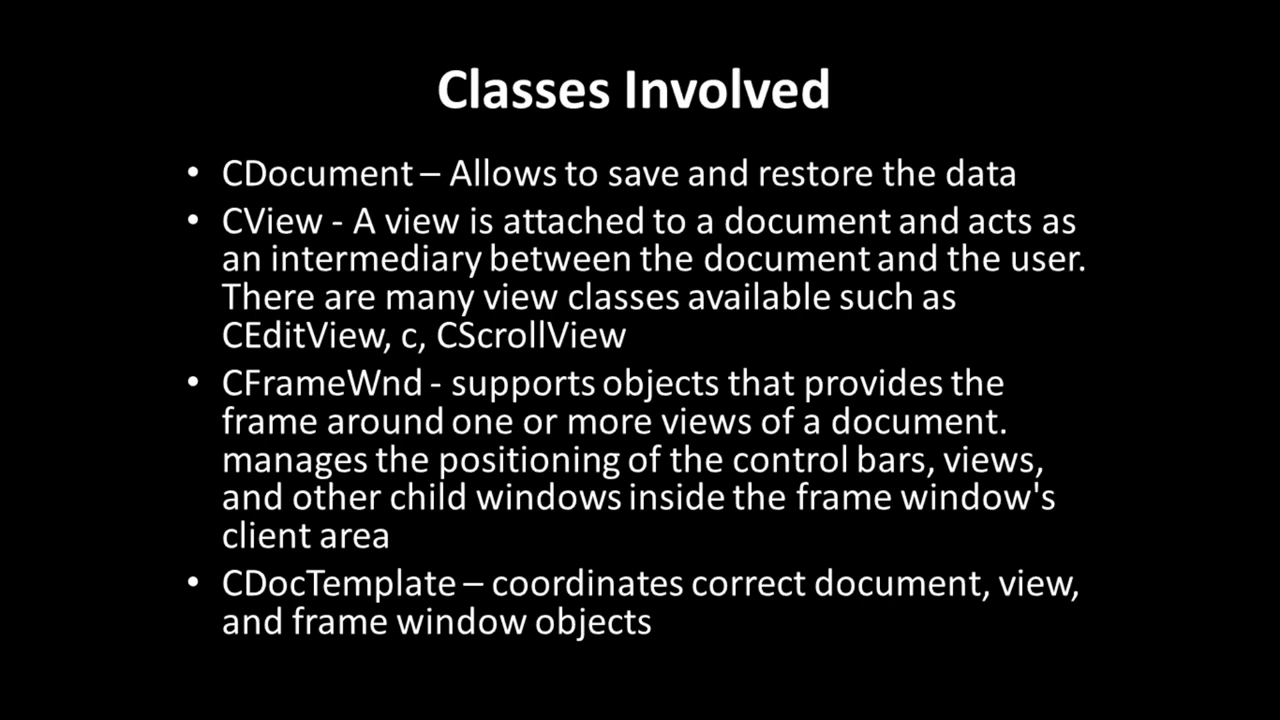 Classes Involved
• CDocument – Allows to save and restore the data
• CView - A view is attached to a document and acts as
an intermediary between the document and the user.
There are many view classes available such as
CEditView, c, CScrollView
• CFrameWnd - supports objects that provides the
frame around one or more views of a document.
manages the positioning of the control bars, views,
and other child windows inside the frame window's
client area
• CDocTemplate – coordinates correct document, view,
and frame window objects